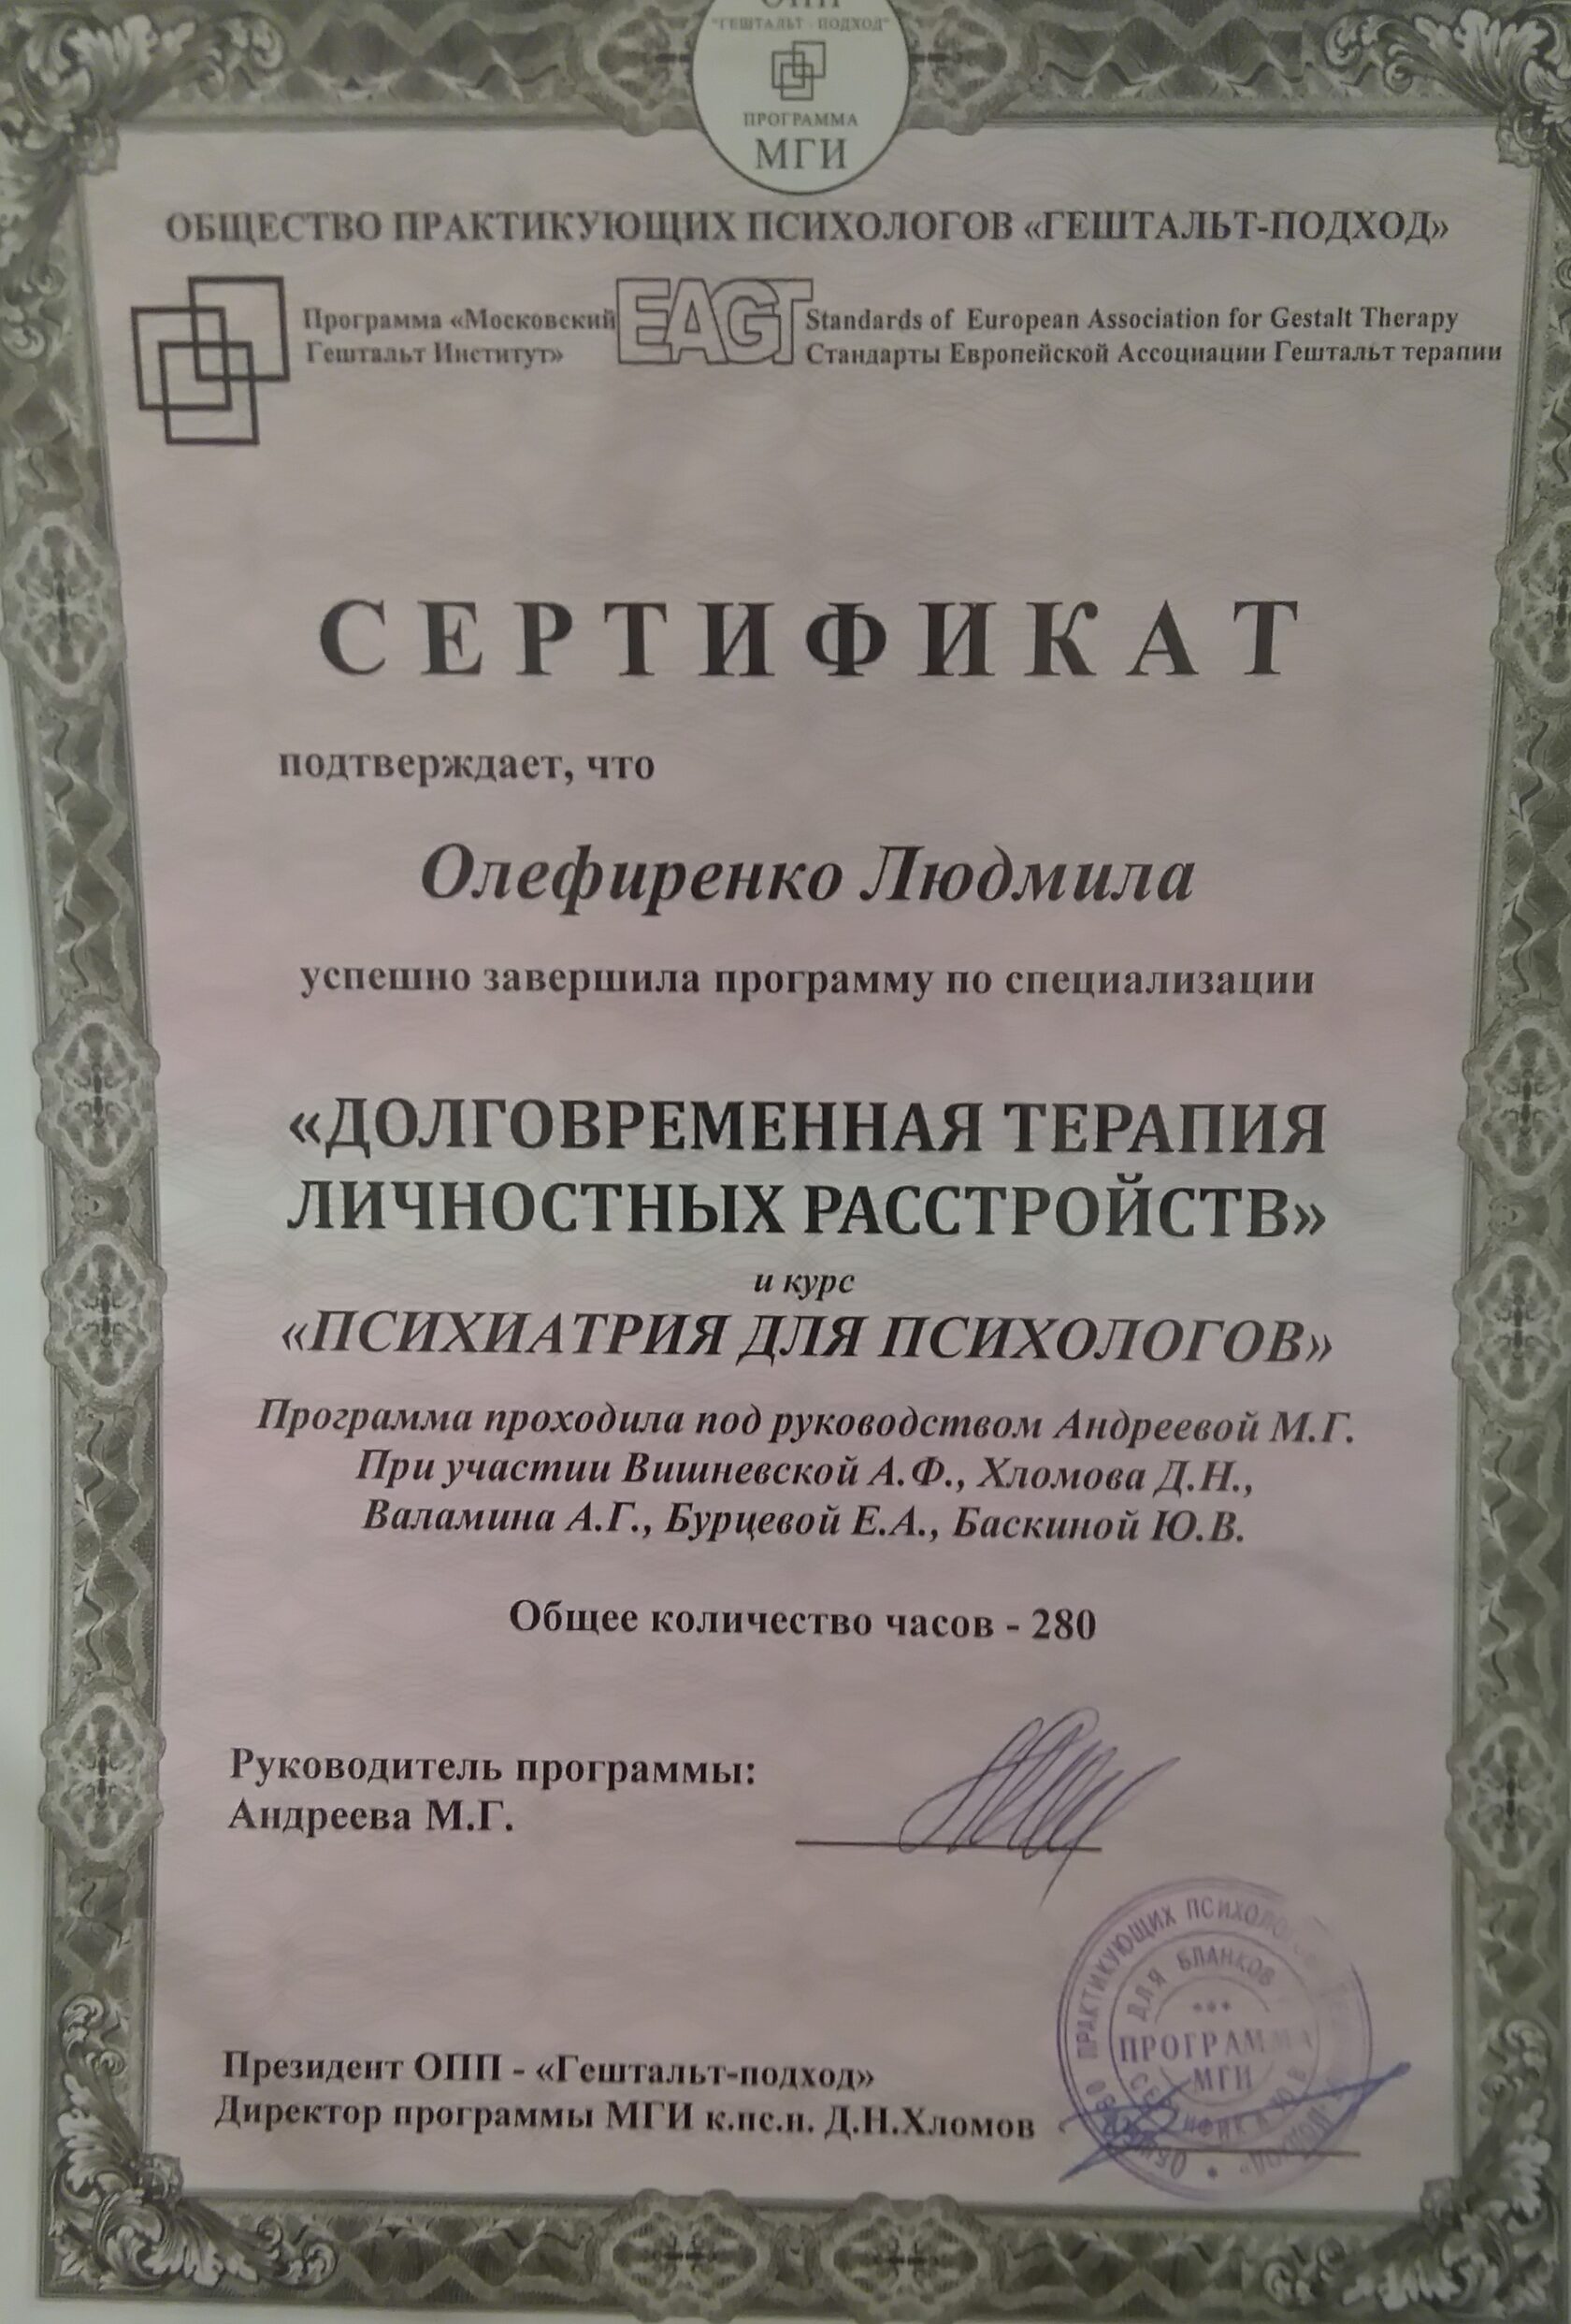 "ГЕШТАЛЬТ - ПОДХОД"
ПРОГРАММА
МГИ
ОБЩЕСТВО ПРАКТИКУЮЩИХ ПСИХОЛОГОВ «ГЕШТАЛЬТ-ПОДХОД»
Программа «Московский
Гештальт Институт»
EAGT
Standards of European Association for Gestalt Therapy
Стандарты Европейской Ассоциации Гештальт терапии
СЕРТИФИКАТ
подтверждает, что
Олефиренко Людмила
успешно завершила программу по специализации
«ДОЛГОВРЕМЕННАЯ ТЕРАПИЯ
ЛИЧНОСТНЫХ РАССТРОЙСТВ»
и курс
«ПСИХИАТРИЯ ДЛЯ ПСИХОЛОГОВ»
Программа проходила под руководством Андреевой М.Г.
При участии Вишневской А.Ф., Хломова Д.Н.,
Валамина А.Г., Бурцевой Е.А., Баскиной Ю.В.
Общее количество часов - 280
Руководитель программы:
Андреева М.Г.
Президент ОПП - «Гештальт-подход»
Директор программы МГИ к.пс.н. Д.Н.Хломов
ПРАКТИКУЮЩИХ
ДЛЯ БЛАНКОВ
ПРОГРАММА
МГИ